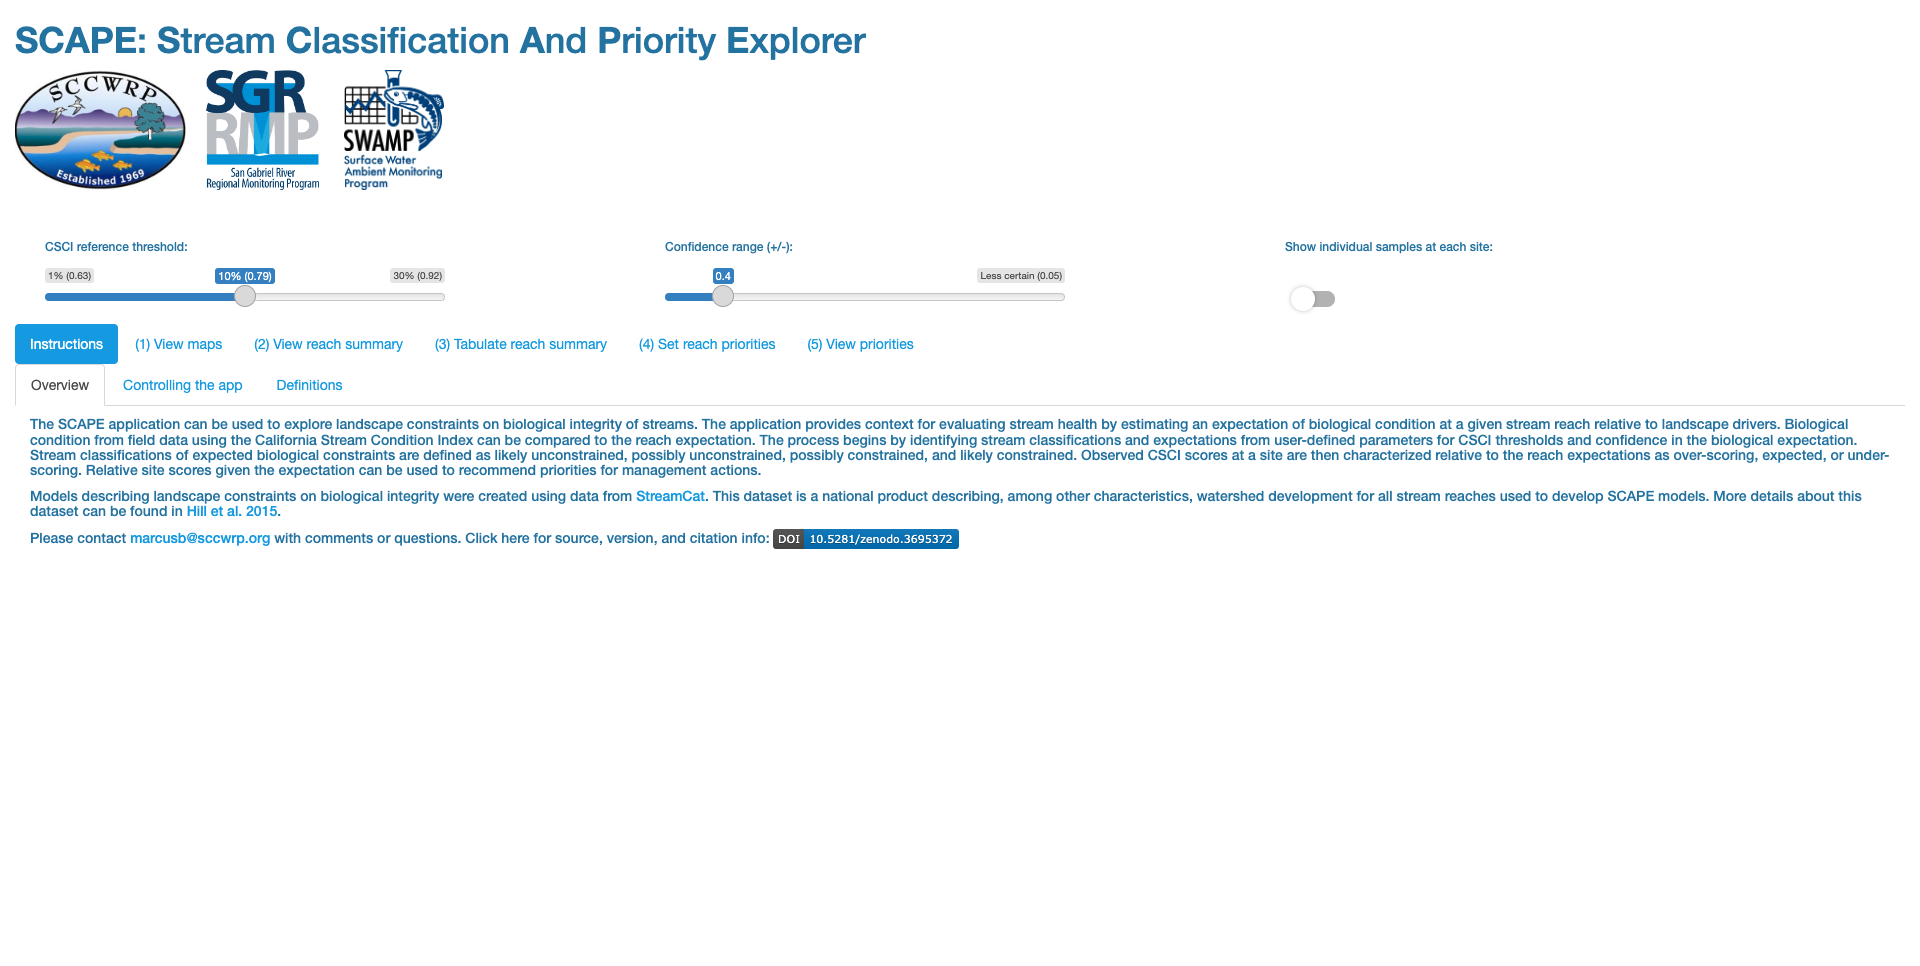 SCAPE: Stream Classification And Priority Explorer
SCCWRP
Established 1969
SGR
RMP
San Gabriel River
Regional Monitoring Program
SWAMP
Surface Water
Ambient Monitoring
Program
CSCI reference threshold:
1% (0.63)
10% (0.79)
30% (0.92)
Confidence range (+/-):
0.4
Less certain (0.05)
Show individual samples at each site:
Instructions
(1) View maps
(2) View reach summary
(3) Tabulate reach summary
(4) Set reach priorities
(5) View priorities
Overview
Controlling the app
Definitions
The SCAPE application can be used to explore landscape constraints on biological integrity of streams. The application provides context for evaluating stream health by estimating an expectation of biological condition at a given stream reach relative to landscape drivers. Biological
condition from field data using the California Stream Condition Index can be compared to the reach expectation. The process begins by identifying stream classifications and expectations from user-defined parameters for CSCI thresholds and confidence in the biological expectation.
Stream classifications of expected biological constraints are defined as likely unconstrained, possibly unconstrained, possibly constrained, and likely constrained. Observed CSCI scores at a site are then characterized relative to the reach expectations as over-scoring, expected, or under-
scoring. Relative site scores given the expectation can be used to recommend priorities for management actions.
Models describing landscape constraints on biological integrity were created using data from StreamCat. This dataset is a national product describing, among other characteristics, watershed development for all stream reaches used to develop SCAPE models. More details about this
dataset can be found in Hill et al. 2015.
Please contact marcusb@sccwrp.org with comments or questions. Click here for source, version, and citation info: DOI 10.5281/zenodo.3695372